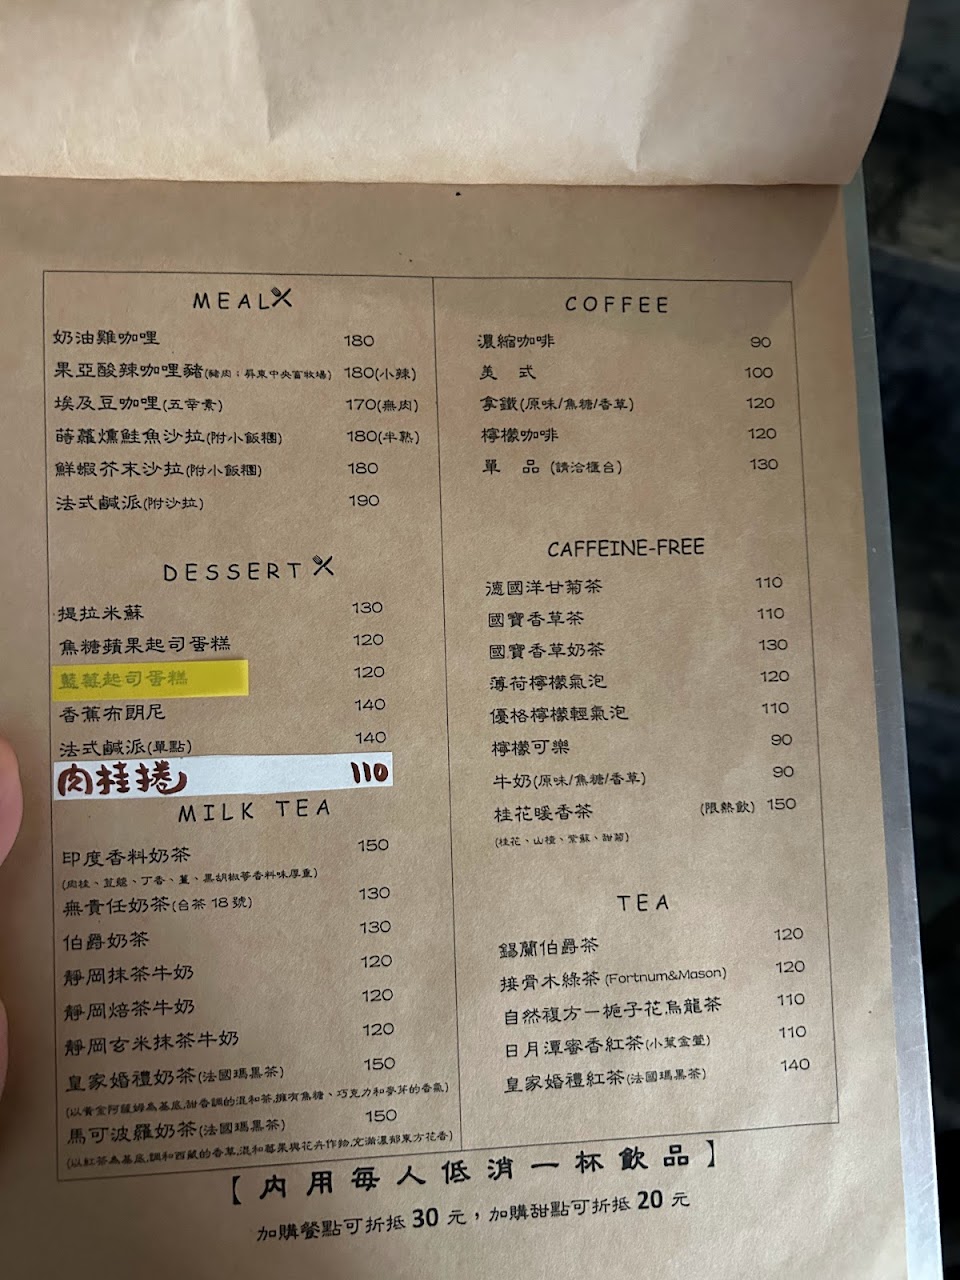 MEAL
奶油雞咖哩 180
果亞酸辣咖哩豬(豬肉：屏東中央畜牧場) 180(小辣)
埃及豆咖哩(五辛素) 170(無肉)
蒔蘿燻鮭魚沙拉(附小飯糰) 180(半熟)
鮮蝦芥末沙拉(附小飯糰) 180
法式鹹派(附沙拉) 190
DESSERT
提拉米蘇 130
焦糖蘋果起司蛋糕 120
藍莓起司蛋糕 120
香蕉布朗尼 140
法式鹹派(單點) 140
肉桂捲 110
MILK TEA
印度香料奶茶 150
(肉桂、荳蔻、丁香、薑、黑胡椒等香料味厚重)
無責任奶茶(台茶18號) 130
伯爵奶茶 130
靜岡抹茶牛奶 120
靜岡焙茶牛奶 120
靜岡玄米抹茶牛奶 120
皇家婚禮奶茶(法國瑪黑茶) 150
(以黃金阿薩姆為基底,甜香調的混和茶,擁有焦糖、巧克力和麥芽的香氣)
馬可波羅奶茶(法國瑪黑茶) 150
(以紅茶為基底,調和西藏的香草,混和莓果與花卉作飴,充滿濃郁東方花香)
COFFEE
濃縮咖啡 90
美 式 100
拿鐵(原味/焦糖/香草) 120
檸檬咖啡 120
單 品 (請洽櫃台) 130
CAFFEINE-FREE
德國洋甘菊茶 110
國寶香草茶 110
國寶香草奶茶 130
薄荷檸檬氣泡 120
優格檸檬輕氣泡 110
檸檬可樂 90
牛奶(原味/焦糖/香草) 90
桂花暖香茶 (限熱飲) 150
(桂花、山楂、紫蘇、甜菊)
TEA
錫蘭伯爵茶 120
接骨木綠茶(Fortnum&Mason) 120
自然複方－梔子花烏龍茶 110
日月潭蜜香紅茶(小葉金萱) 110
皇家婚禮紅茶(法國瑪黑茶) 140
【內用每人低消一杯飲品】
加購餐點可折抵 30 元，加購甜點可折抵 20 元